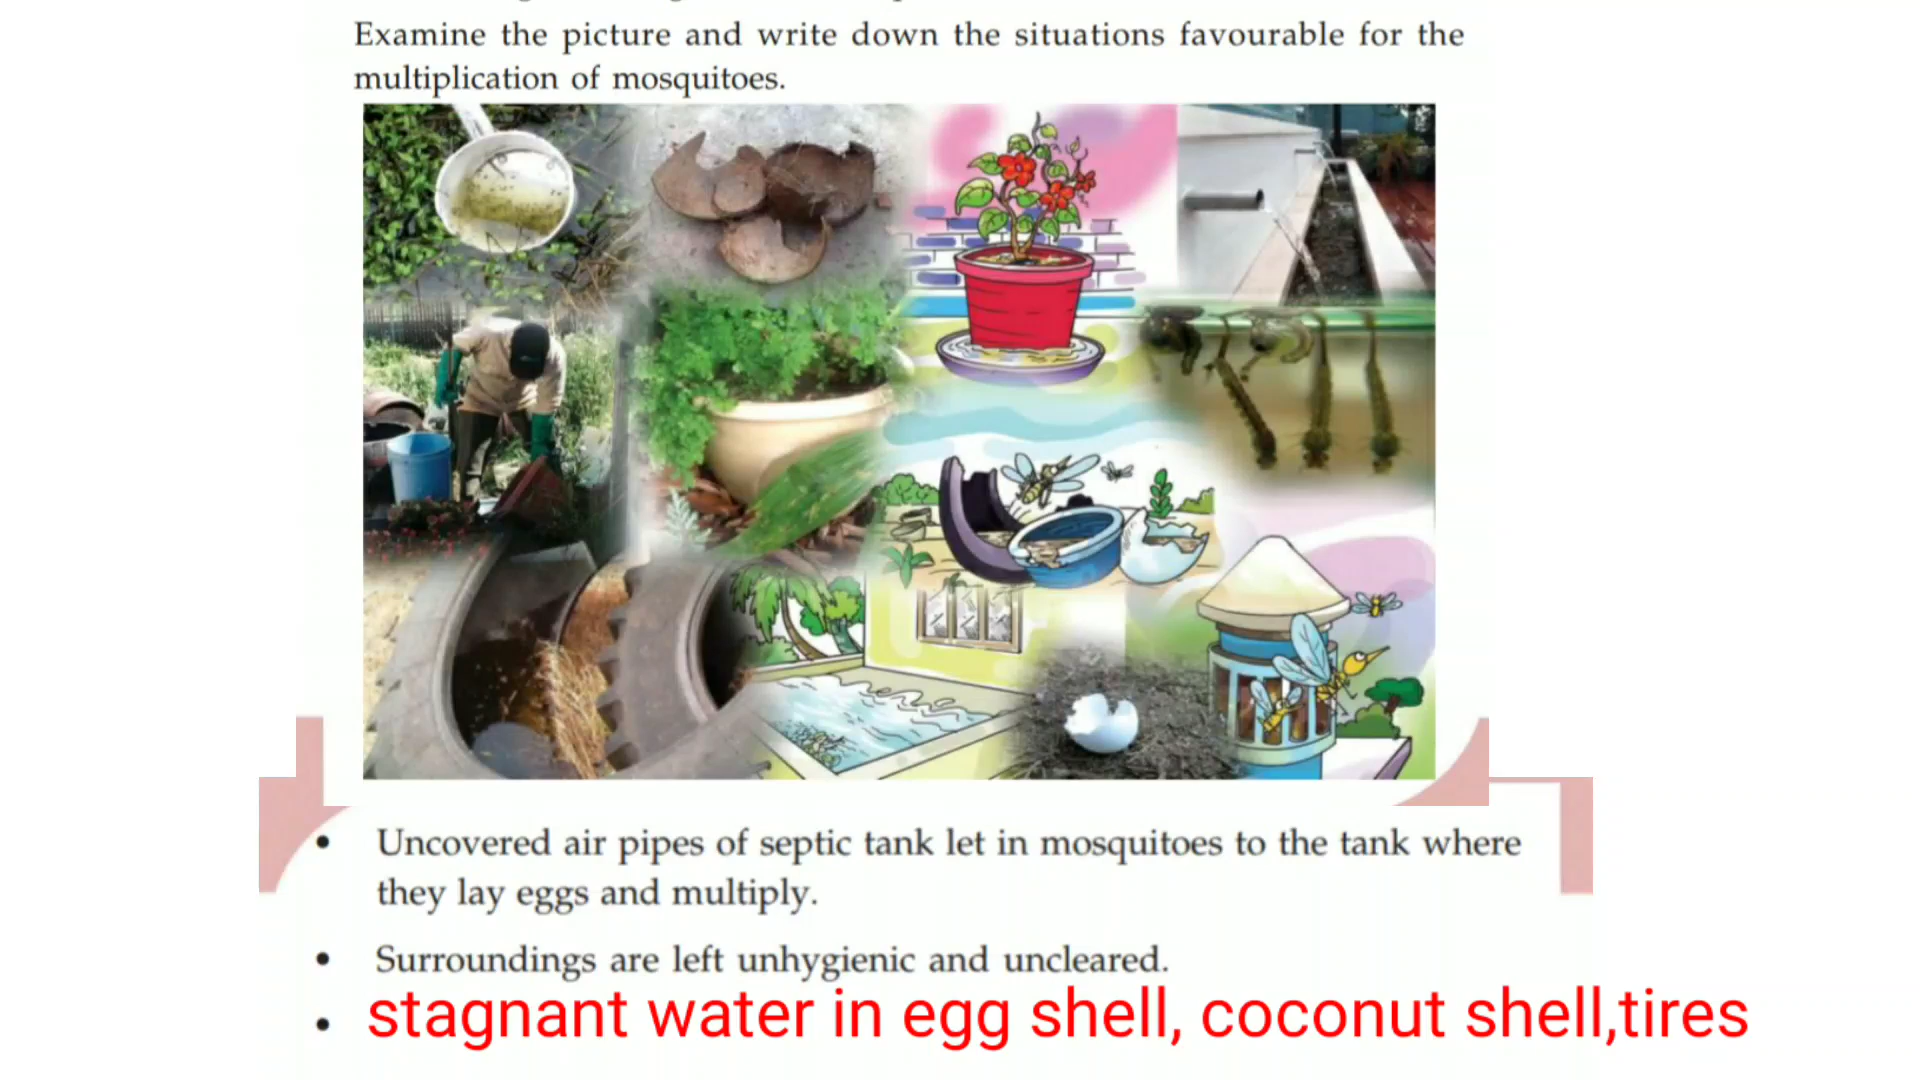 Examine the picture and write down the situations favourable for the
multiplication of mosquitoes.
• Uncovered air pipes of septic tank let in mosquitoes to the tank where
they lay eggs and multiply.
• Surroundings are left unhygienic and uncleared.
• stagnant water in egg shell, coconut shell,tires